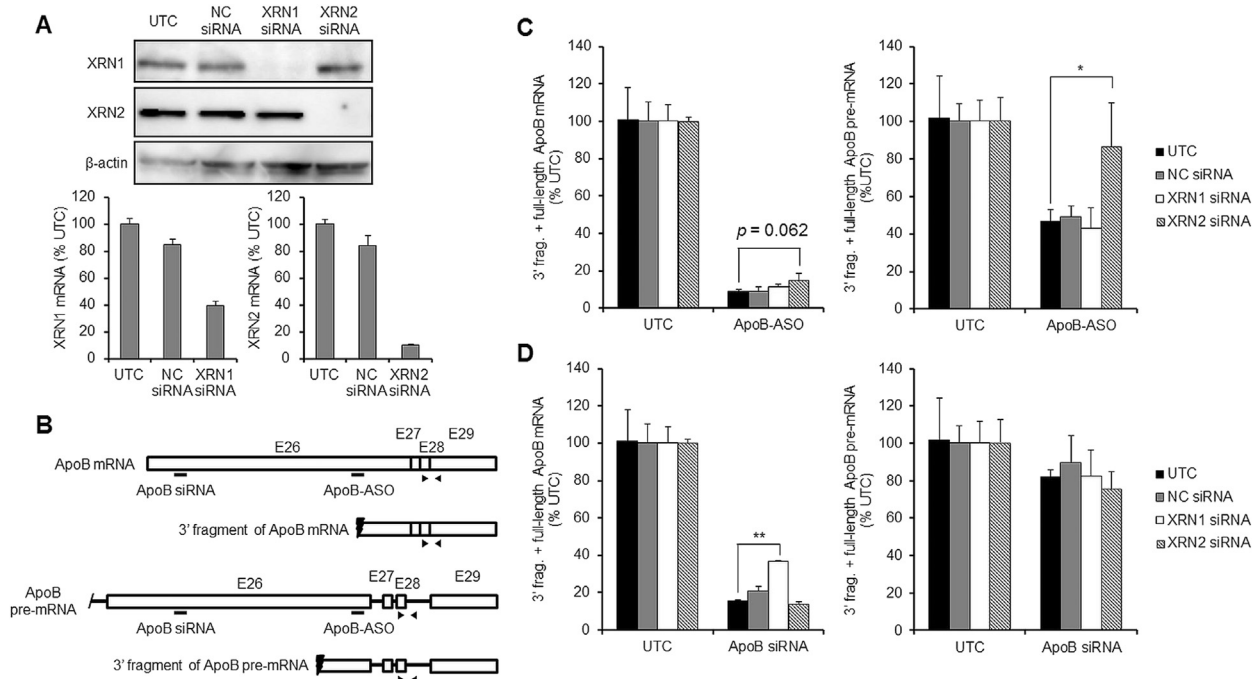 A
UTC
NC
siRNA
XRN1
siRNA
XRN2
siRNA
XRN1
XRN2
β-actin
XRN1 mRNA (% UTC)
120
100
80
60
40
20
0
UTC
NC
siRNA
XRN1
siRNA
XRN2 mRNA (% UTC)
120
100
80
60
40
20
0
UTC
NC
siRNA
XRN2
siRNA
B
E26
E27
E28
E29
ApoB mRNA
ApoB siRNA
ApoB-ASO
3' fragment of ApoB mRNA
E26
E27
E28
E29
ApoB
pre-mRNA
ApoB siRNA
ApoB-ASO
3' fragment of ApoB pre-mRNA
C
3' frag. + full-length ApoB mRNA
(% UTC)
140
120
100
80
60
40
20
0
p = 0.062
UTC
ApoB-ASO
3' frag. + full-length ApoB pre-mRNA
(%UTC)
140
120
100
80
60
40
20
0
*
UTC
ApoB-ASO
UTC
NC siRNA
XRN1 siRNA
XRN2 siRNA
D
3' frag. + full-length ApoB mRNA
(% UTC)
140
120
100
80
60
40
20
0
**
UTC
ApoB siRNA
3' frag. + full-length ApoB pre-mRNA
(% UTC)
140
120
100
80
60
40
20
0
UTC
ApoB siRNA
UTC
NC siRNA
XRN1 siRNA
XRN2 siRNA